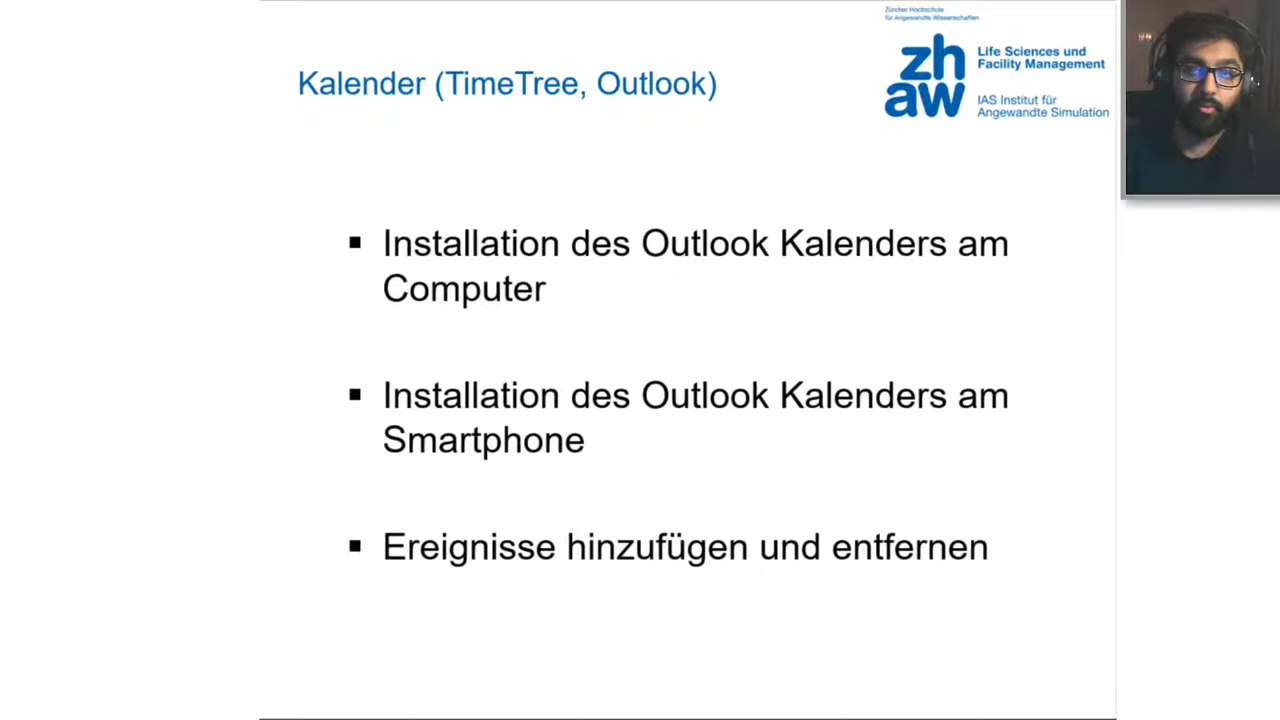 Zürcher Hochschule
für Angewandte Wissenschaften
zh
aw
Life Sciences und
Facility Management
IAS Institut für
Angewandte Simulation
Kalender (TimeTree, Outlook)
▪ Installation des Outlook Kalenders am
Computer
▪ Installation des Outlook Kalenders am
Smartphone
▪ Ereignisse hinzufügen und entfernen